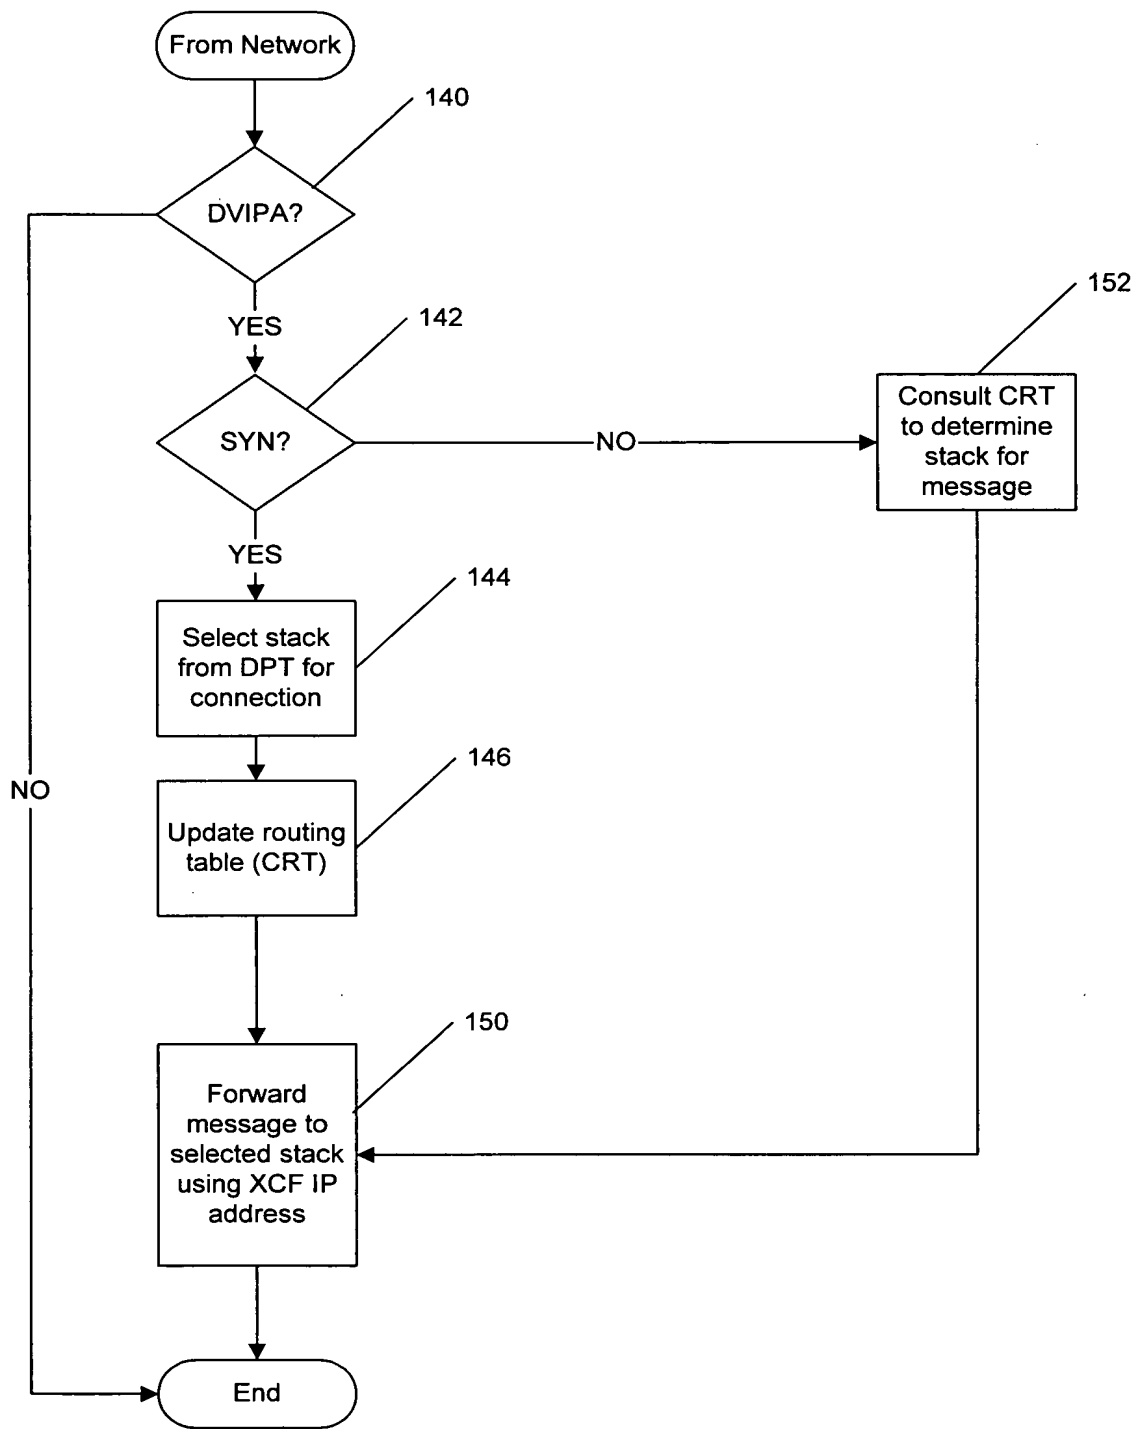 From Network
140
DVIPA?
152
YES
142
Consult CRT
to determine
stack for
message
SYN?
NO
YES
144
Select stack
from DPT for
connection
146
NO
Update routing
table (CRT)
150
Forward
message to
selected stack
using XCF IP
address
End